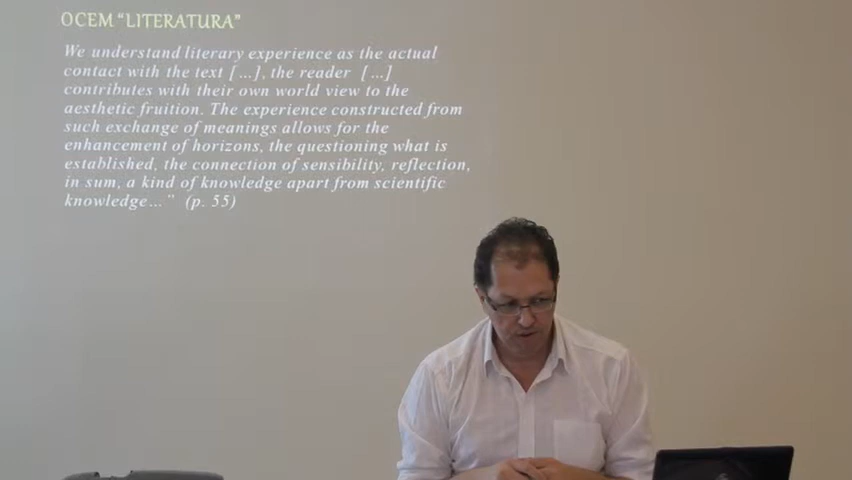 OCEM "LITERATURA"
We understand literary experience as the actual
contact with the text […], the reader […]
contributes with their own world view to the
aesthetic fruition. The experience constructed from
such exchange of meanings allows for the
enhancement of horizons, the questioning what is
established, the connection of sensibility, reflection,
in sum, a kind of knowledge apart from scientific
knowledge…" (p. 55)